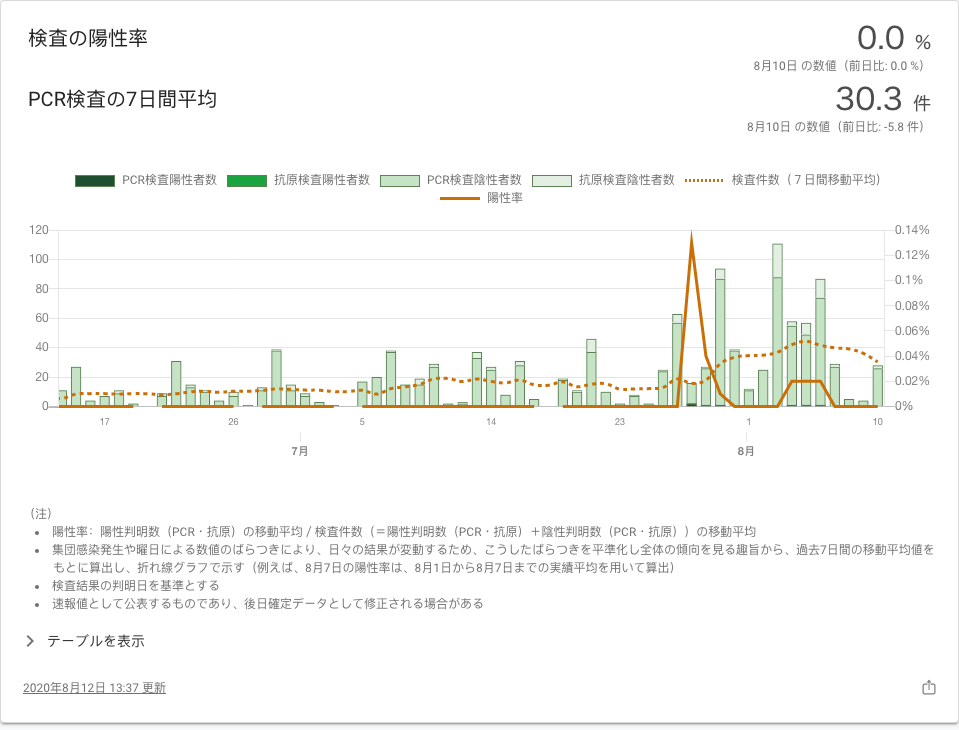 検査の陽性率
0.0 %
8月10日 の数値（前日比: 0.0 %）
PCR検査の7日間平均
30.3 件
8月10日 の数値（前日比: -5.8 件）
PCR検査陽性者数 抗原検査陽性者数 PCR検査陰性者数 抗原検査陰性者数 検査件数（７日間移動平均）
陽性率
120 0.14%
0.12%
100
0.1%
80
0.08%
60
0.06%
40 0.04%
20 0.02%
0 0%
17 26 5 14 23 1 10
7月 8月
（注）
• 陽性率：陽性判明数（PCR・抗原）の移動平均 / 検査件数（＝陽性判明数（PCR・抗原）＋陰性判明数（PCR・抗原））の移動平均
• 集団感染発生や曜日による数値のばらつきにより、日々の結果が変動するため、こうしたばらつきを平準化し全体の傾向を見る趣旨から、過去7日間の移動平均値を
もとに算出し、折れ線グラフで示す（例えば、8月7日の陽性率は、8月1日から8月7日までの実績平均を用いて算出）
• 検査結果の判明日を基準とする
• 速報値として公表するものであり、後日確定データとして修正される場合がある
テーブルを表示
2020年8月12日 13:37 更新